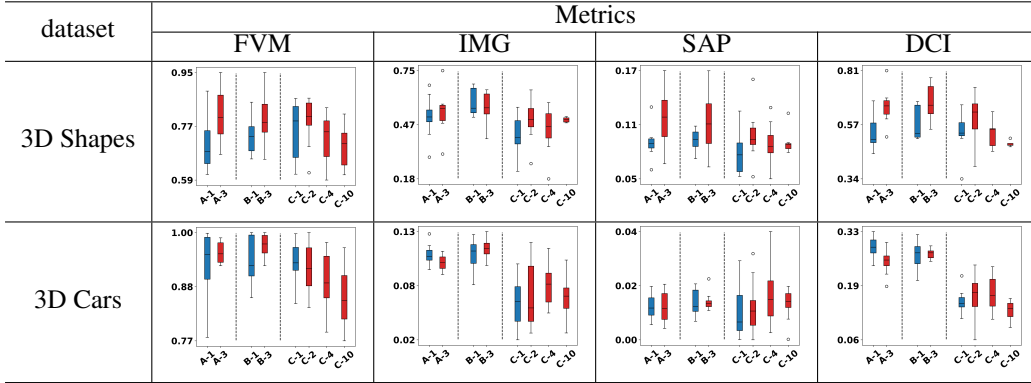 dataset
Metrics
FVM IMG SAP DCI
3D Shapes
0.95
0.77
0.59
A-1 A-3 B-1 B-3 C-1 C-2 C-4 C-10
0.75
0.47
0.18
A-1 A-3 B-1 B-3 C-1 C-2 C-4 C-10
0.17
0.11
0.05
A-1 A-3 B-1 B-3 C-1 C-2 C-4 C-10
0.81
0.57
0.34
A-1 A-3 B-1 B-3 C-1 C-2 C-4 C-10
3D Cars
1.00
0.88
0.77
A-1 A-3 B-1 B-3 C-1 C-2 C-4 C-10
0.13
0.08
0.02
A-1 A-3 B-1 B-3 C-1 C-2 C-4 C-10
0.04
0.02
0.00
A-1 A-3 B-1 B-3 C-1 C-2 C-4 C-10
0.33
0.19
0.06
A-1 A-3 B-1 B-3 C-1 C-2 C-4 C-10